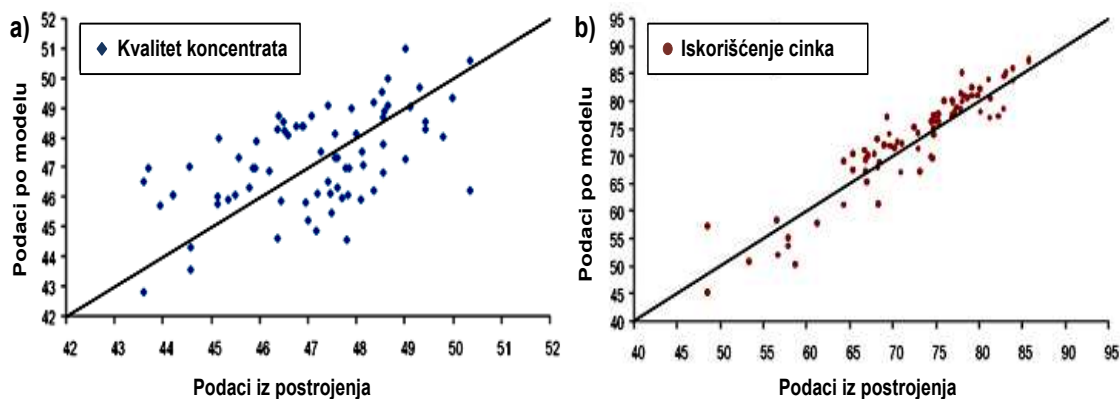 a)
Kvalitet koncentrata
Podaci po modelu
52
51
50
49
48
47
46
45
44
43
42
42 43 44 45 46 47 48 49 50 51 52
Podaci iz postrojenja
b)
Iskorišćenje cinka
Podaci po modelu
95
90
85
80
75
70
65
60
55
50
45
40
40 45 50 55 60 65 70 75 80 85 90 95
Podaci iz postrojenja